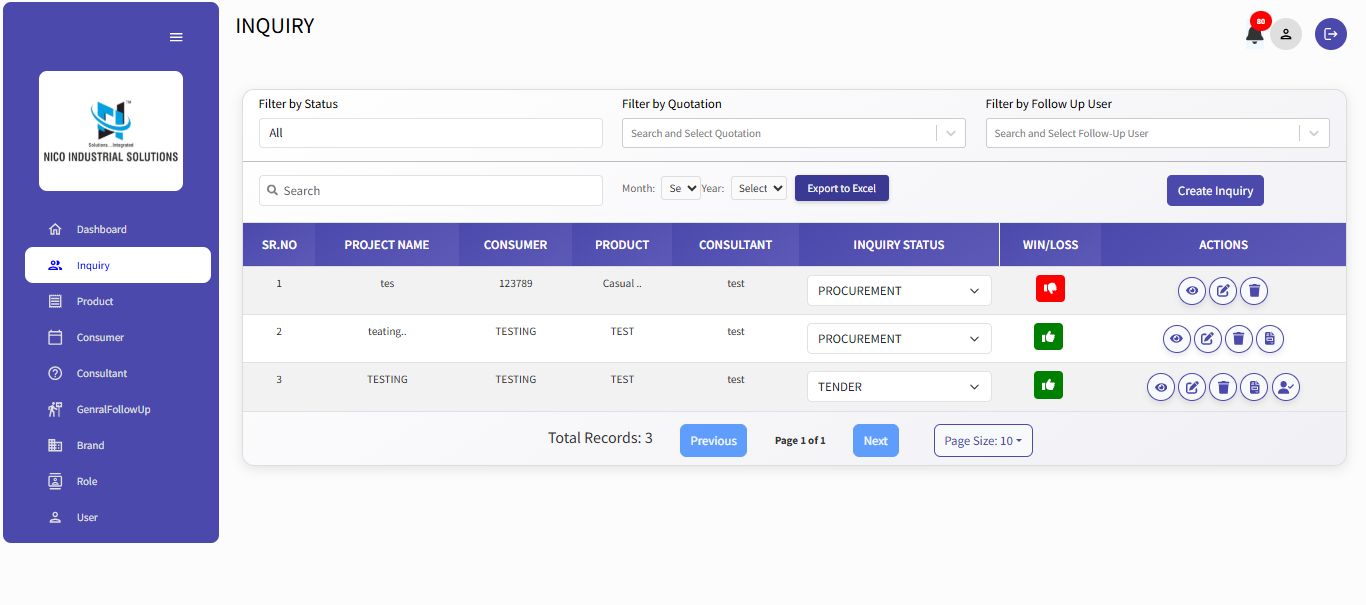 INQUIRY
80
TM
Solutions... Integrated
NICO INDUSTRIAL SOLUTIONS
Dashboard
Inquiry
Product
Consumer
Consultant
GenralFollowUp
Brand
Role
User
Filter by Status Filter by Quotation Filter by Follow Up User
All Search and Select Quotation Search and Select Follow-Up User
Search Month: Se Year: Select Export to Excel Create Inquiry
SR.NO PROJECT NAME CONSUMER PRODUCT CONSULTANT INQUIRY STATUS WIN/LOSS ACTIONS
1 tes 123789 Casual .. test PROCUREMENT
2 teating.. TESTING TEST test PROCUREMENT
3 TESTING TESTING TEST test TENDER
Total Records: 3 Previous Page 1 of 1 Next Page Size: 10